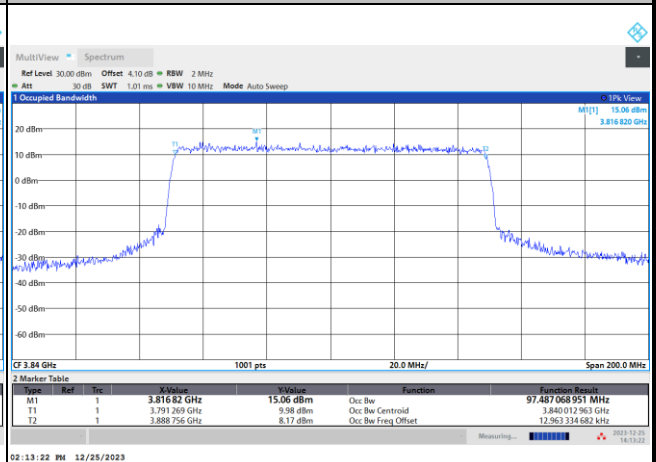 MultiView Spectrum
Ref Level 30.00 dBm Offset 4.10 dB RBW 2 MHz
Att 30 dB SWT 1.01 ms VBW 10 MHz Mode Auto Sweep
1 Occupied Bandwidth 1Pk View
M1[1] 15.06 dBm
3.816 820 GHz
20 dBm
M1
T1
T2
10 dBm
0 dBm
-10 dBm
-20 dBm
-30 dBm
-40 dBm
-50 dBm
-60 dBm
CF 3.84 GHz 1001 pts 20.0 MHz/ Span 200.0 MHz
2 Marker Table
Type Ref Trc X-Value Y-Value Function Function Result
M1 1 3.816 82 GHz 15.06 dBm Occ Bw 97.487 068 951 MHz
T1 1 3.791 269 GHz 9.98 dBm Occ Bw Centroid 3.840 012 963 GHz
T2 1 3.888 756 GHz 8.17 dBm Occ Bw Freq Offset 12.963 334 682 kHz
Measuring... 2023-12-25
14:13:22
02:13:22 PM 12/25/2023